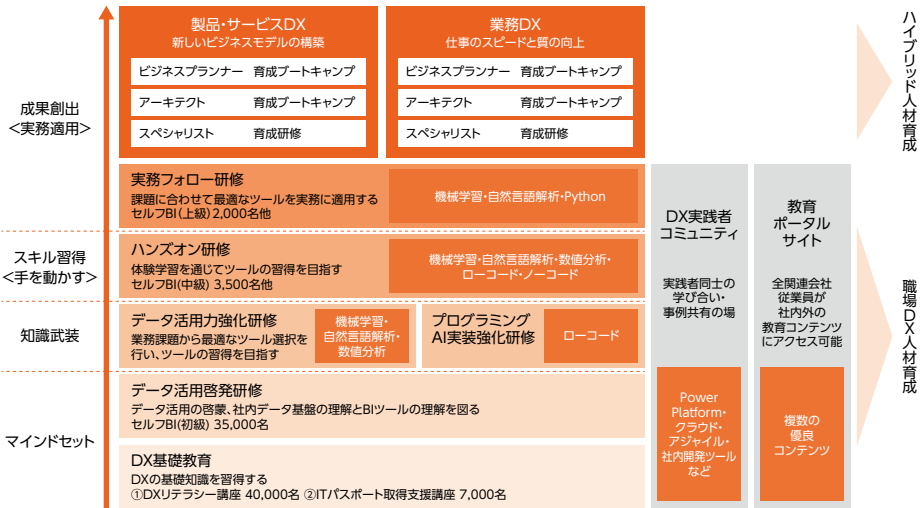 製品・サービスDX
新しいビジネスモデルの構築
ビジネスプランナー 育成ブートキャンプ
アーキテクト 育成ブートキャンプ
スペシャリスト 育成研修
業務DX
仕事のスピードと質の向上
ビジネスプランナー 育成ブートキャンプ
アーキテクト 育成ブートキャンプ
スペシャリスト 育成研修
ハイブリッド人材育成
成果創出
<実務適用>
実務フォロー研修
課題に合わせて最適なツールを実務に適用する
セルフBI(上級)2,000名他
機械学習・自然言語解析・Python
スキル習得
<手を動かす>
ハンズオン研修
体験学習を通じてツールの習得を目指す
セルフBI(中級) 3,500名他
機械学習・自然言語解析・数値分析・
ローコード・ノーコード
知識武装
データ活用力強化研修
業務課題から最適なツール選択を
行い、ツールの習得を目指す
機械学習・
自然言語解析・
数値分析
プログラミング
AI実装強化研修
ローコード
マインドセット
データ活用啓発研修
データ活用の啓蒙、社内データ基盤の理解とBIツールの理解を図る
セルフBI(初級) 35,000名
DX基礎教育
DXの基礎知識を習得する
①DXリテラシー講座 40,000名 ②ITパスポート取得支援講座 7,000名
DX実践者
コミュニティ
実践者同士の
学び合い・
事例共有の場
Power
Platform・
クラウド・
アジャイル・
社内開発ツール
など
教育
ポータル
サイト
全関連会社
従業員が
社内外の
教育コンテンツ
にアクセス可能
複数の
優良
コンテンツ
職場DX人材育成